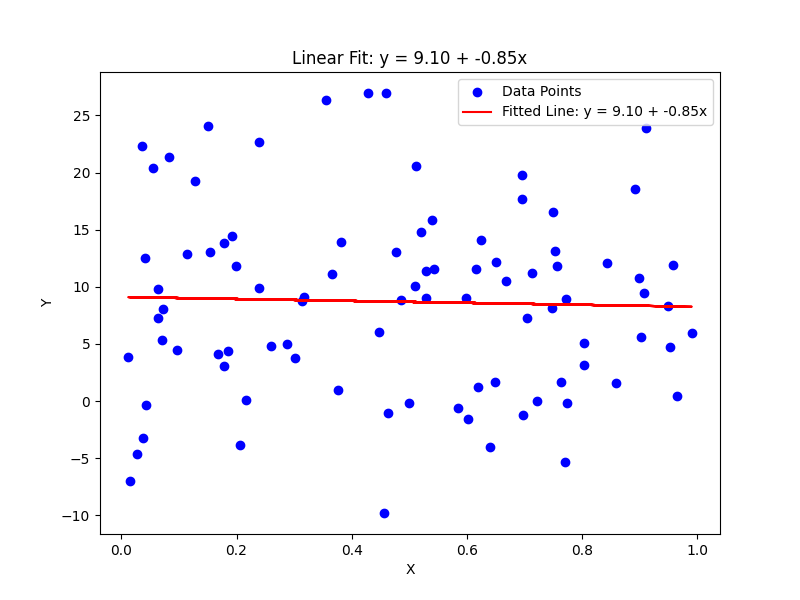 Linear Fit: y = 9.10 + -0.85x
Data Points
Fitted Line: y = 9.10 + -0.85x
25
20
15
10
5
0
−5
−10
Y
0.0 0.2 0.4 0.6 0.8 1.0
X